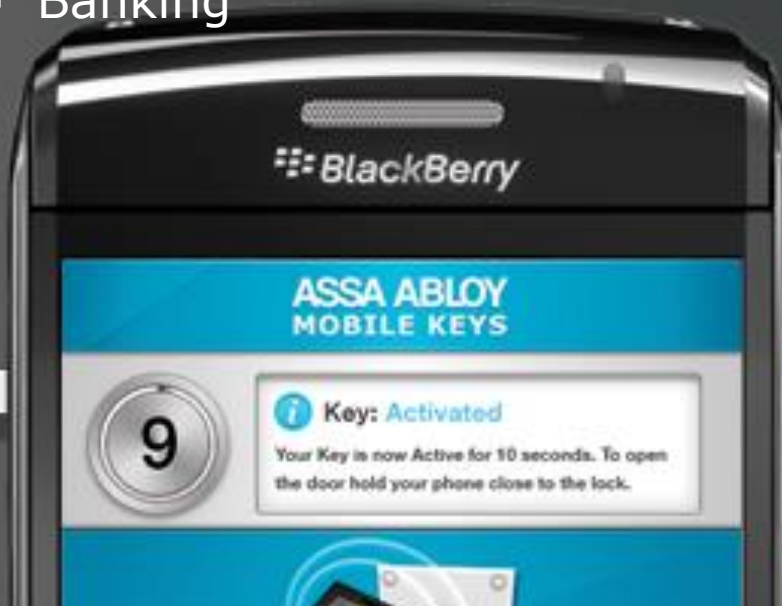 Banking
BlackBerry
ASSA ABLOY
MOBILE KEYS
9
Key: Activated
Your Key is now Active for 10 seconds. To open
the door hold your phone close to the lock.